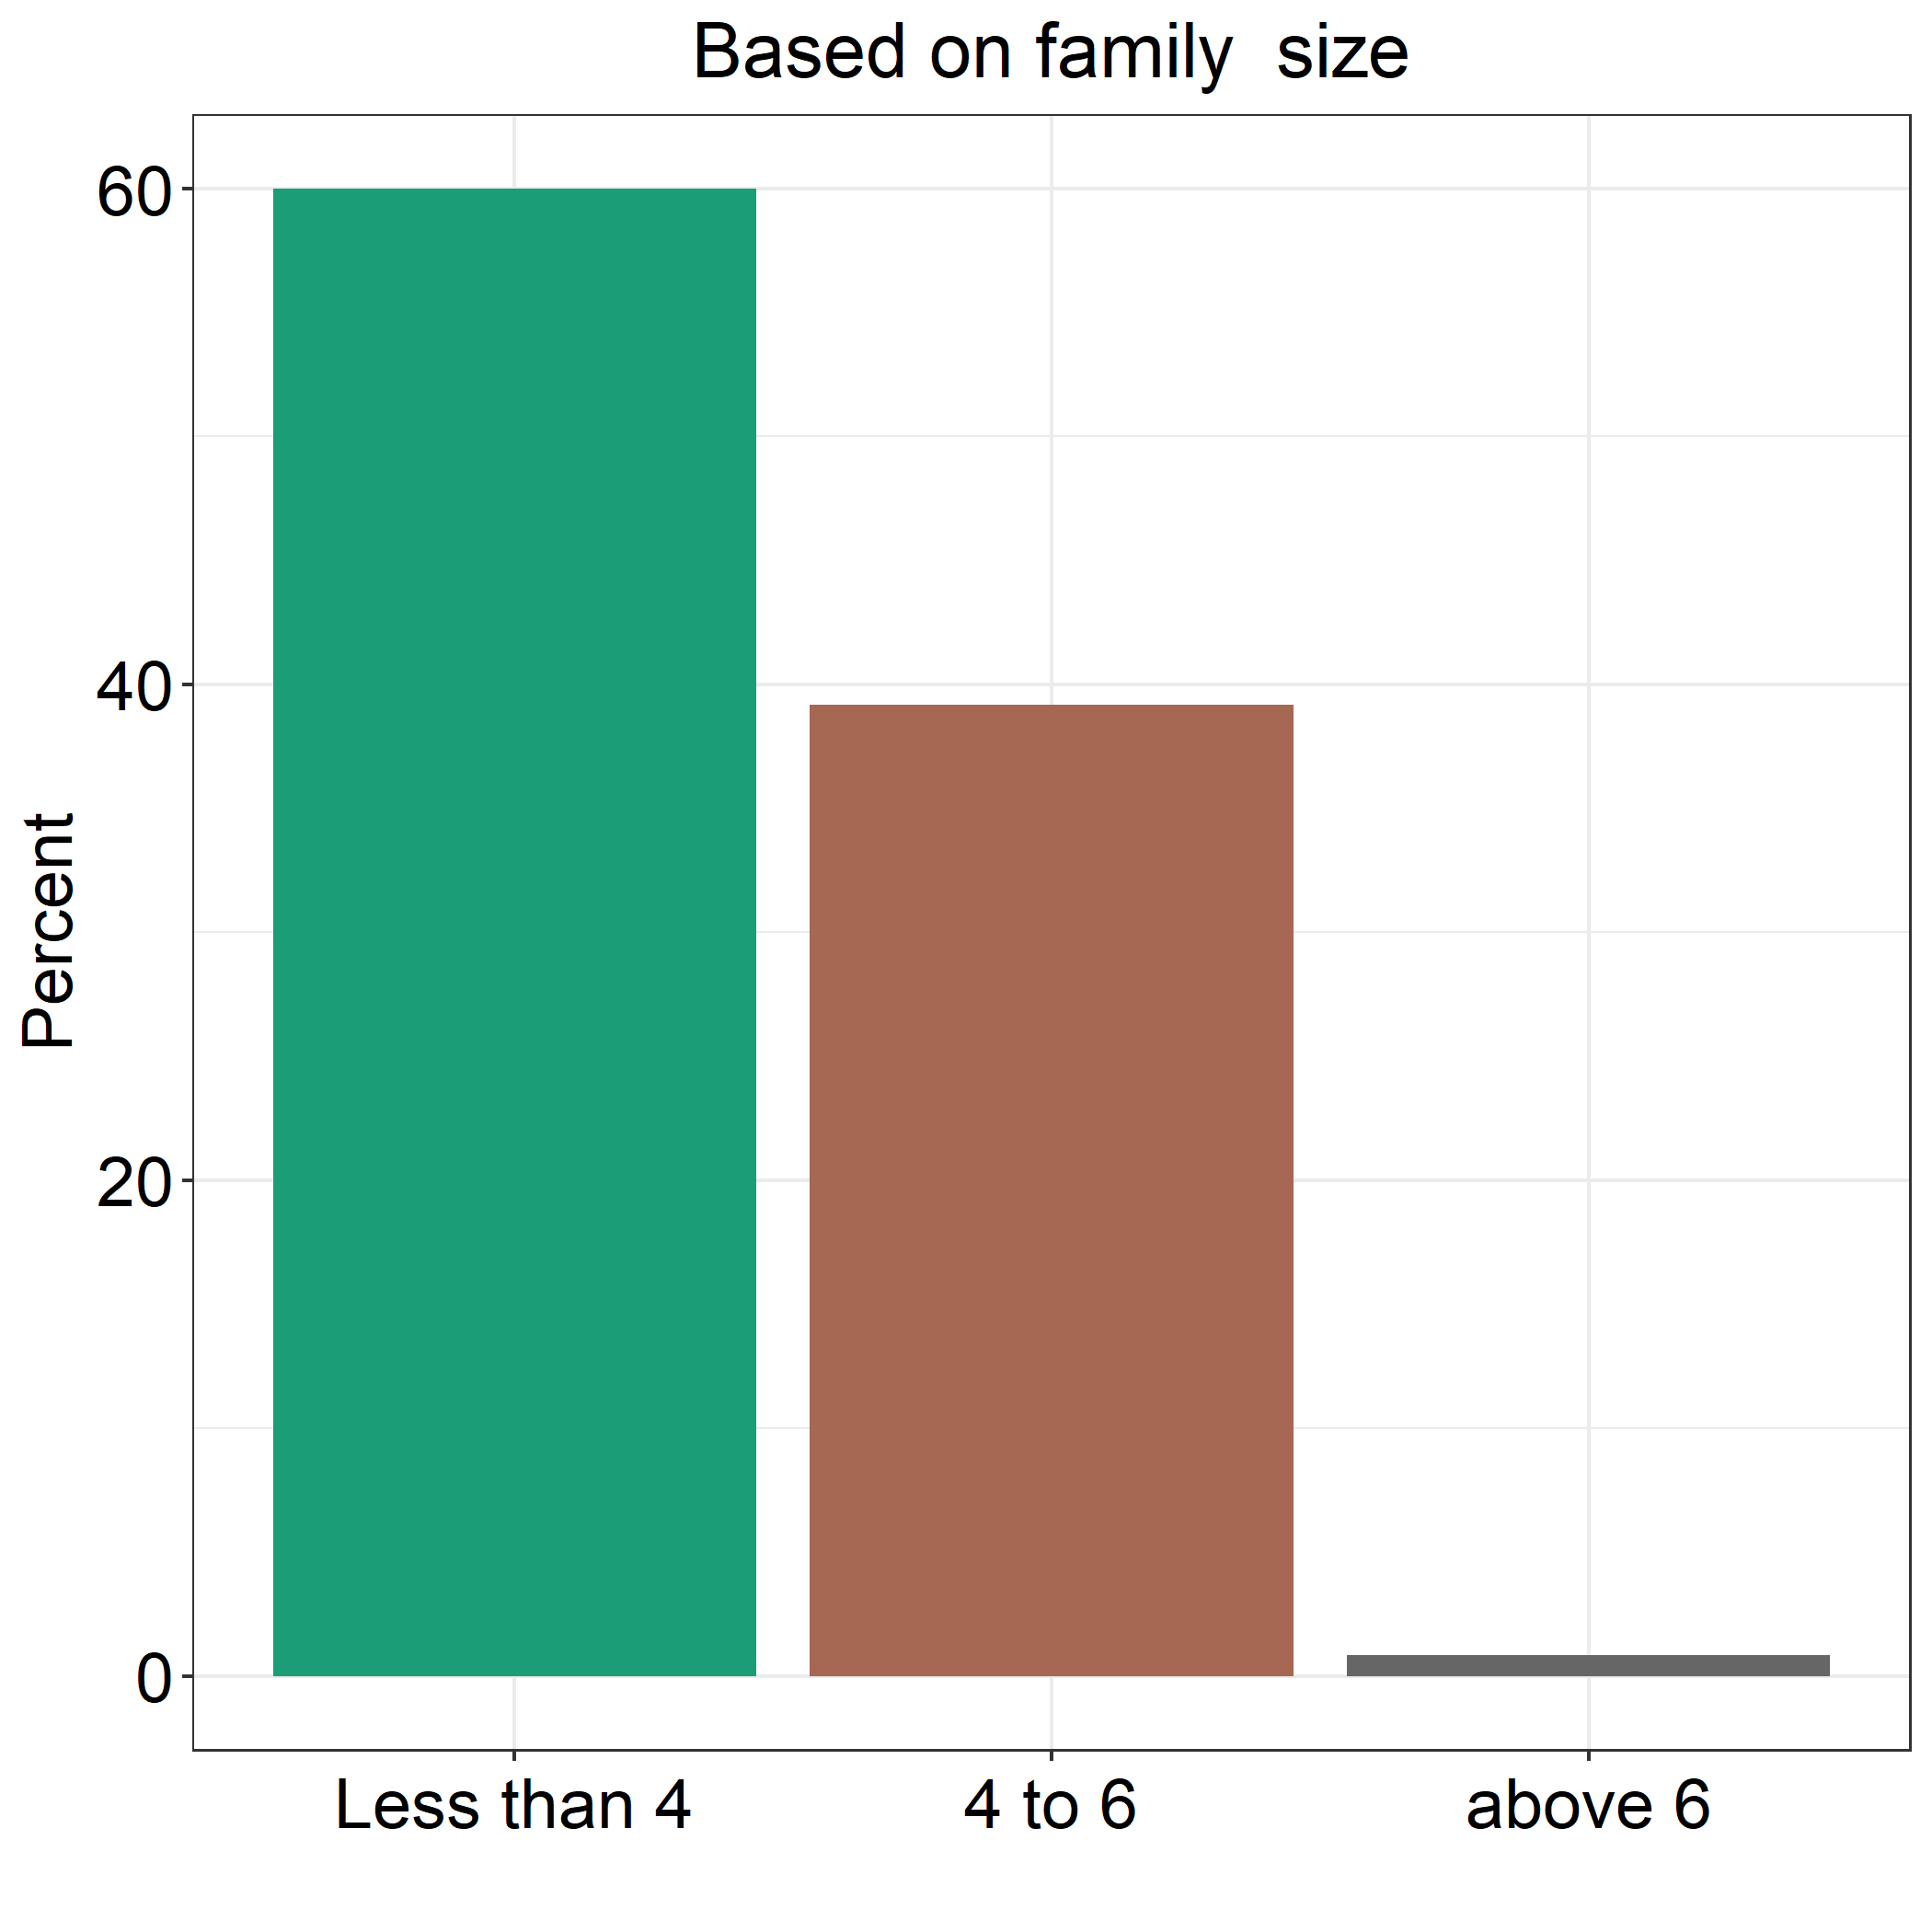 Based on family  size
60
40
20
0
Percent
Less than 4
4 to 6
above 6